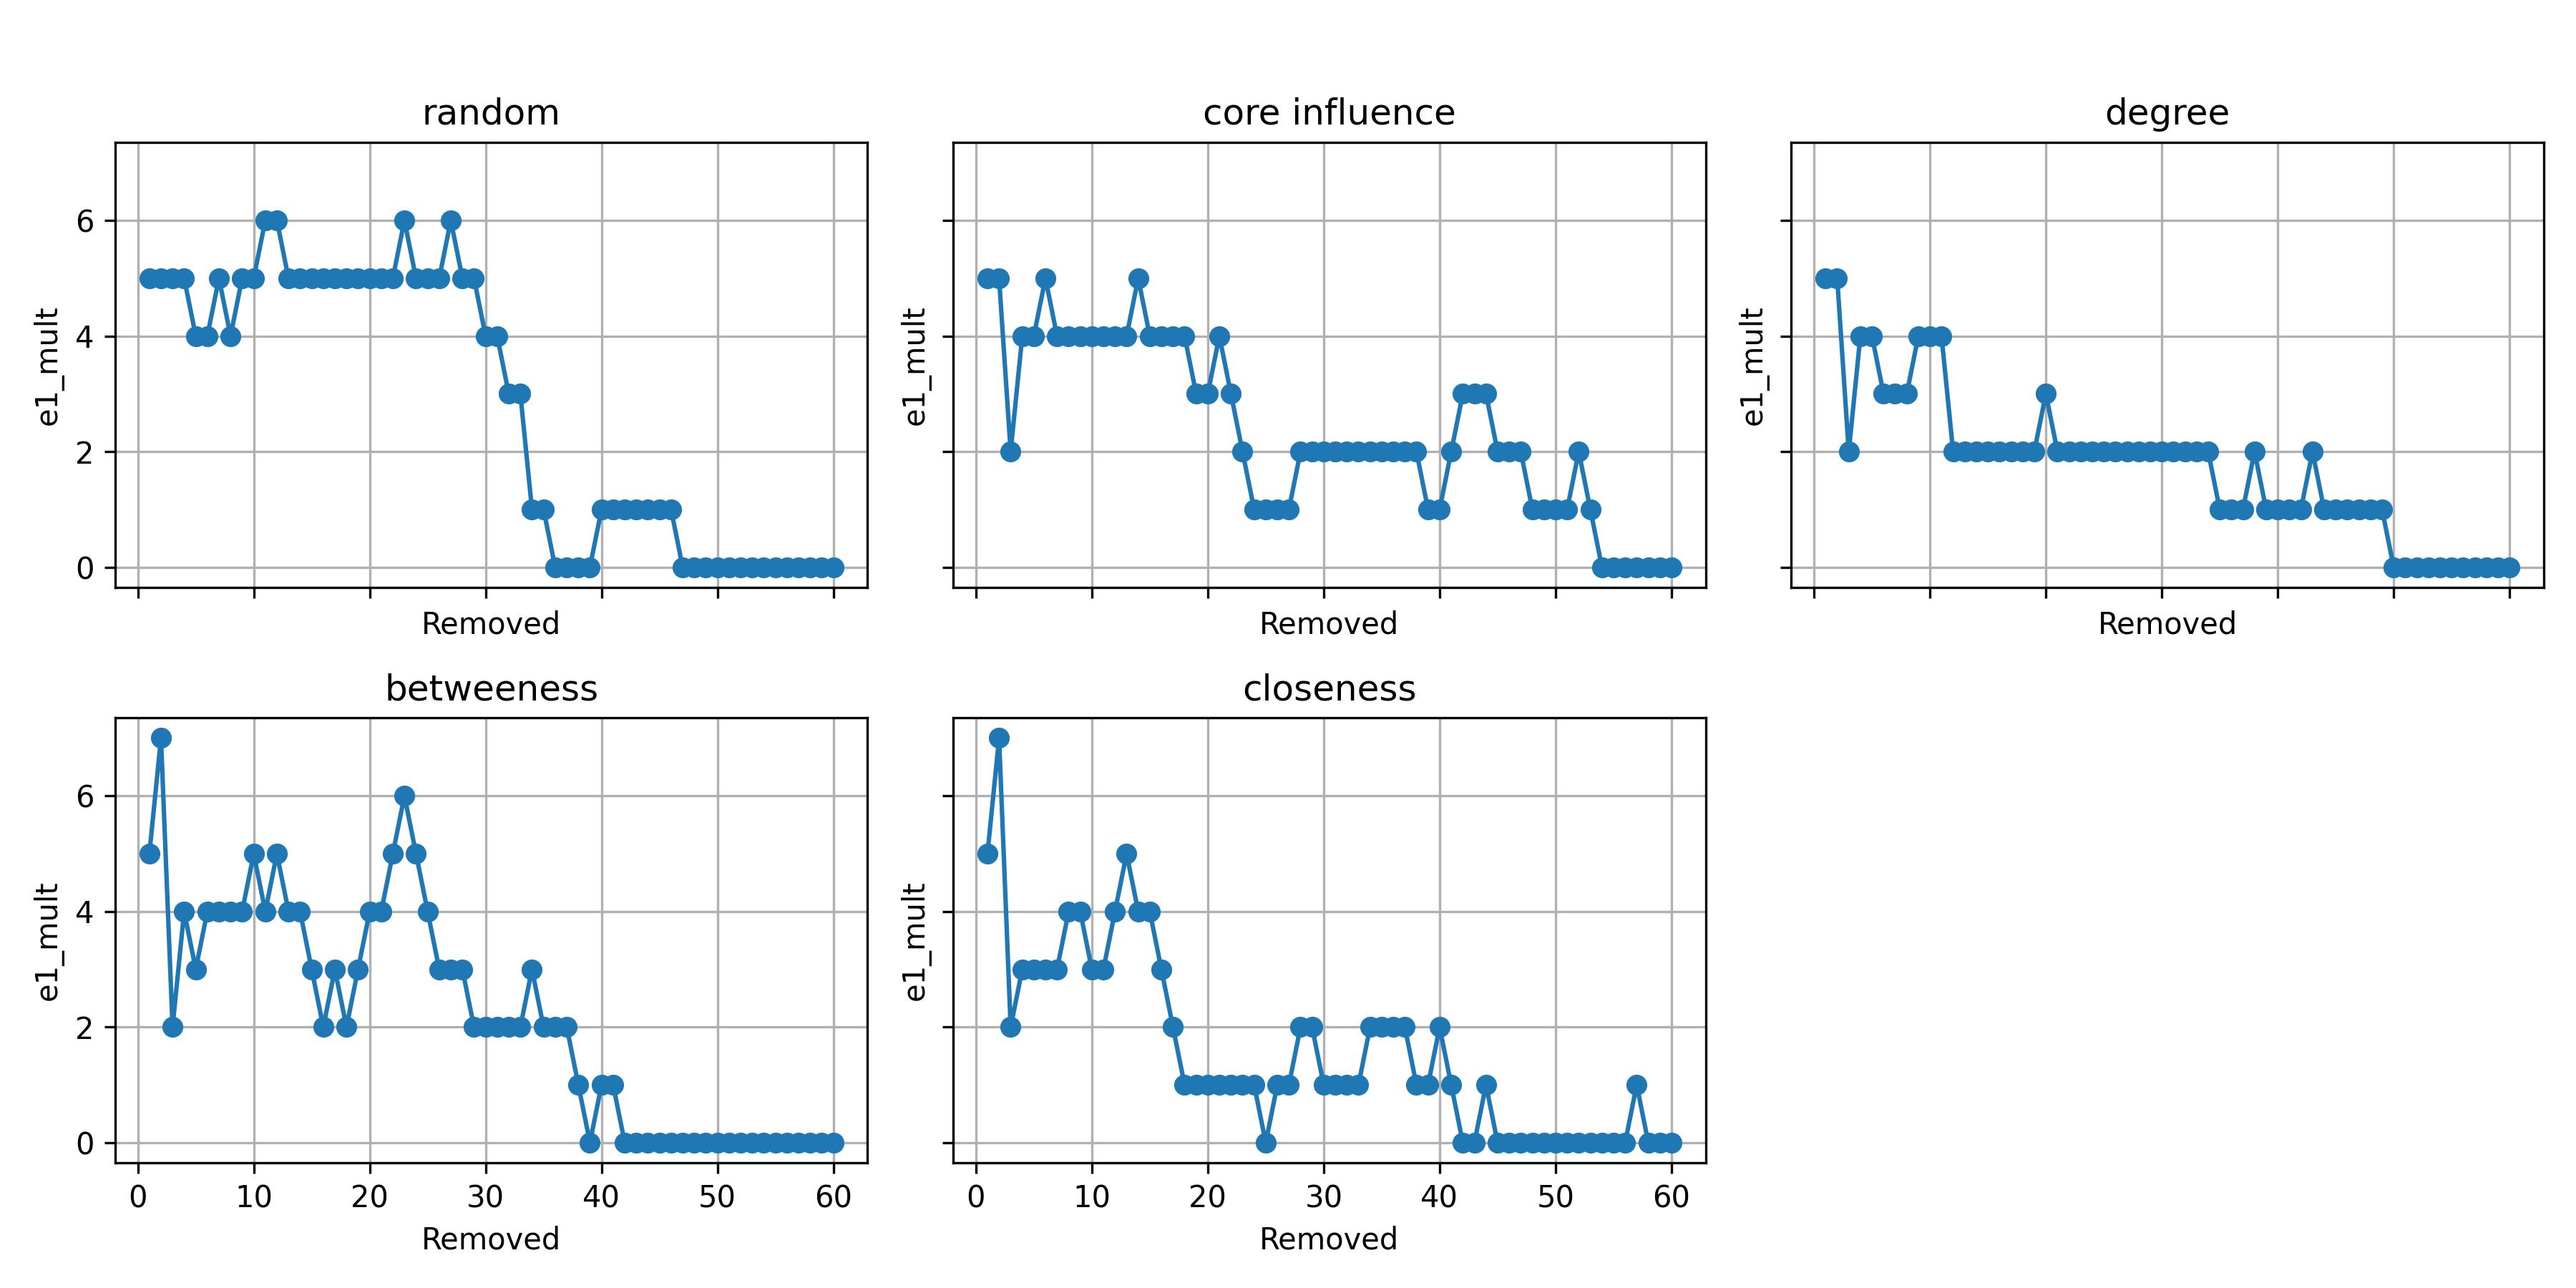 random
core influence
degree
e1_mult
6
4
2
0
Removed
e1_mult
Removed
e1_mult
Removed
betweeness
closeness
e1_mult
6
4
2
0
0 10 20 30 40 50 60
Removed
e1_mult
0 10 20 30 40 50 60
Removed